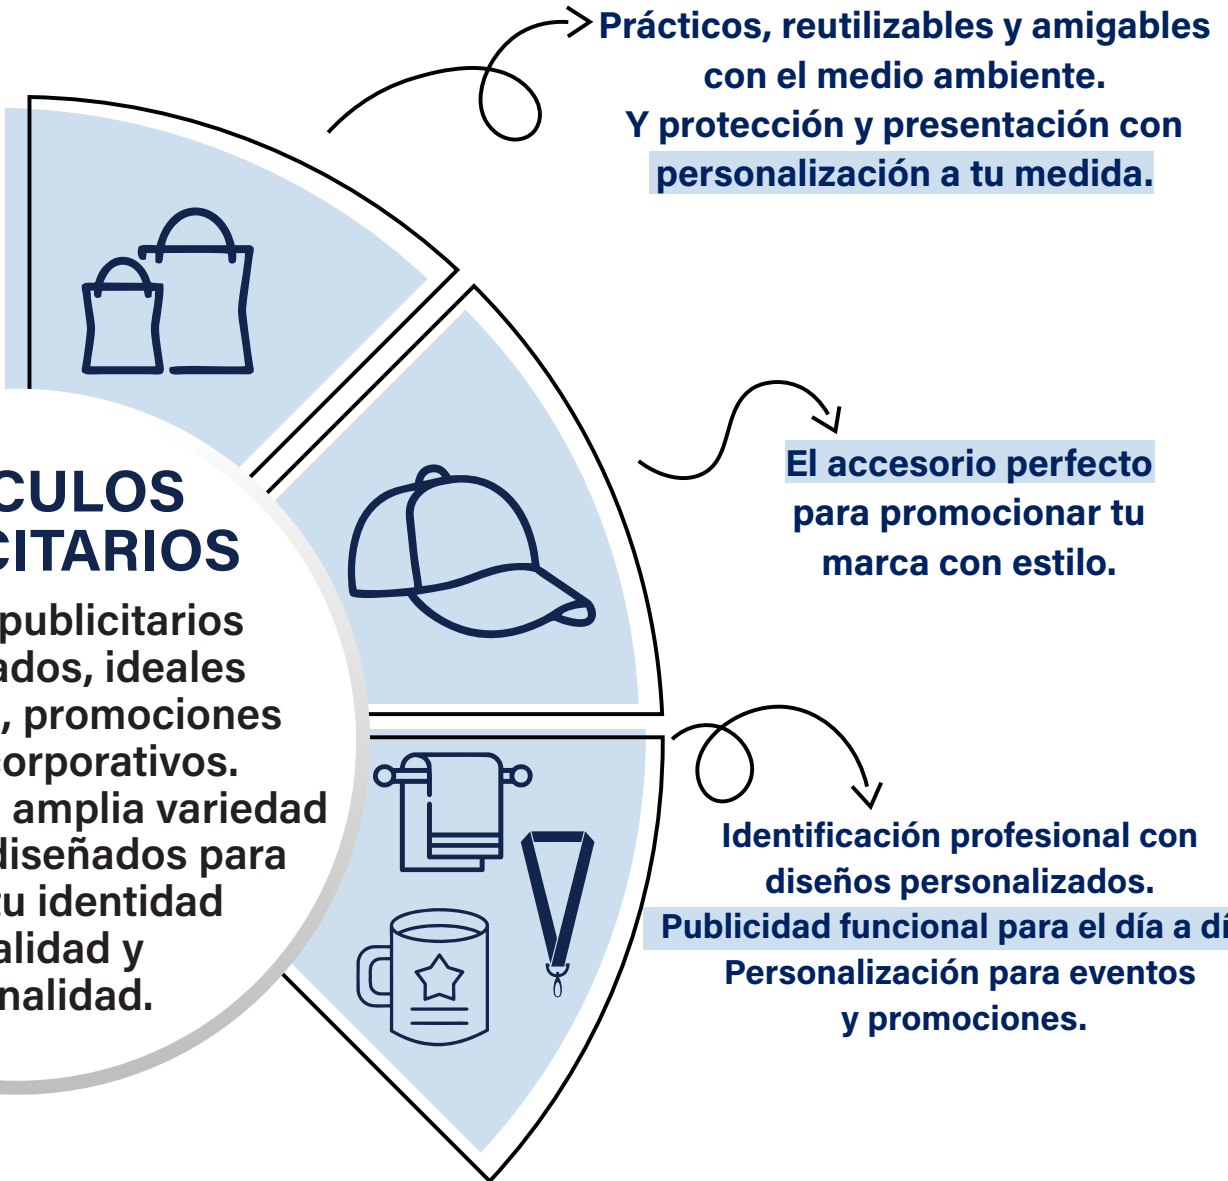 Prácticos, reutilizables y amigables
con el medio ambiente.
Y protección y presentación con
personalización a tu medida.
El accesorio perfecto
para promocionar tu
marca con estilo.
CULOS
CITARIOS
publicitarios
ados, ideales
, promociones
corporativos.
amplia variedad
diseñados para
tu identidad
alidad y
nalidad.
Identificación profesional con
diseños personalizados.
Publicidad funcional para el día a dí
Personalización para eventos
y promociones.